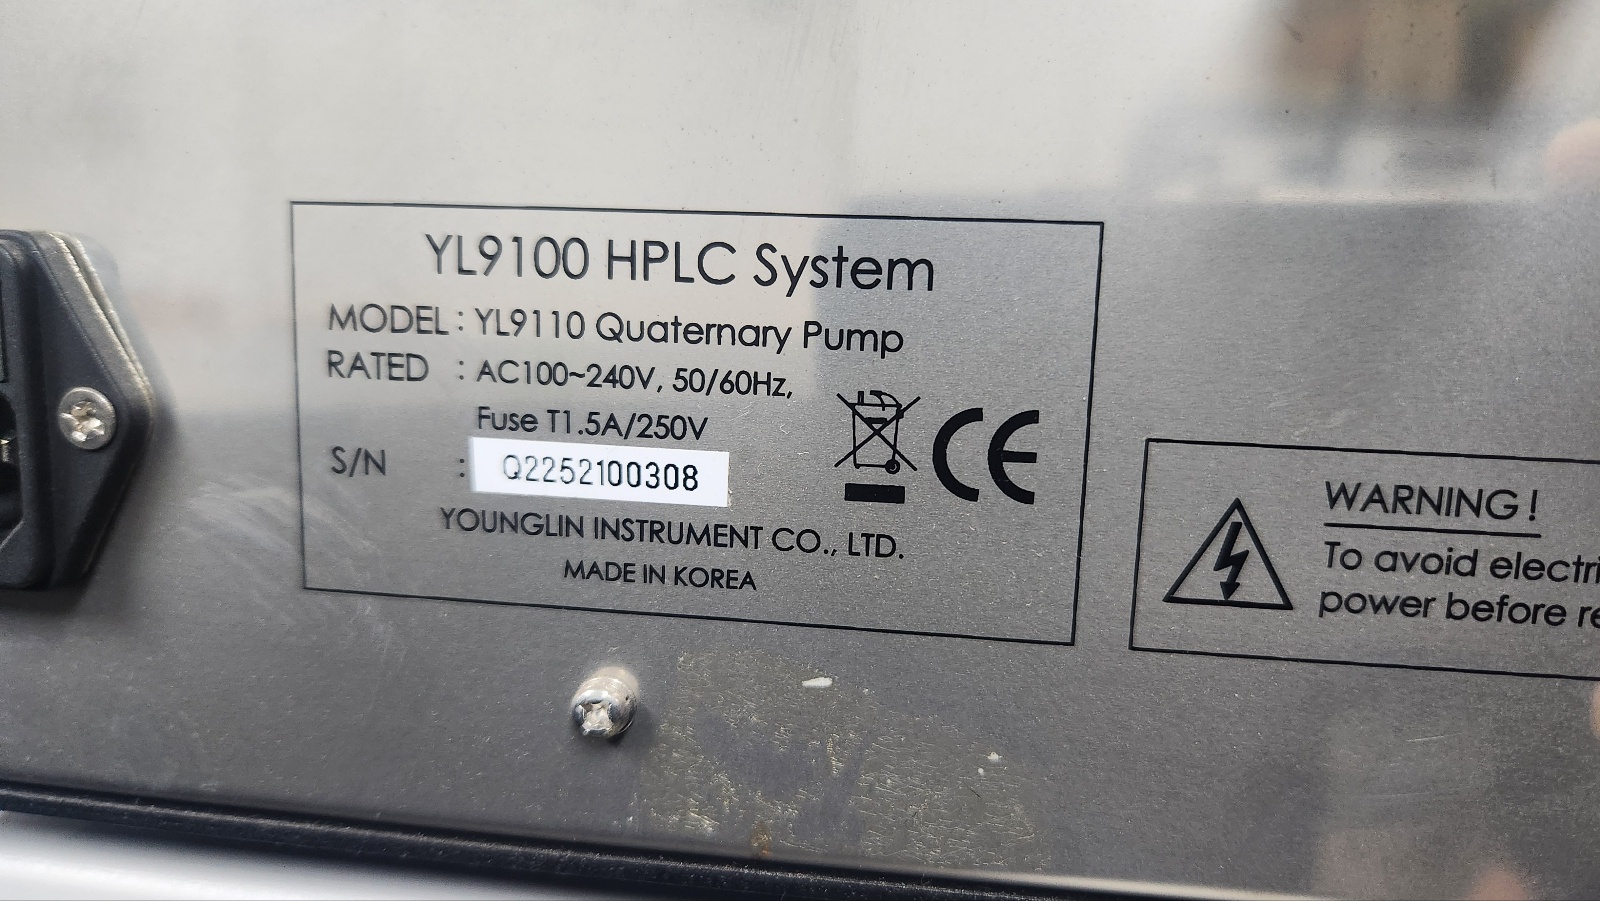 YL9100 HPLC System
MODEL : YL9110 Quaternary Pump
RATED : AC100~240V, 50/60Hz,
Fuse T1.5A/250V
S/N : Q2252100308
YOUNGLIN INSTRUMENT CO., LTD.
MADE IN KOREA
CE
WARNING!
To avoid electri
power before re